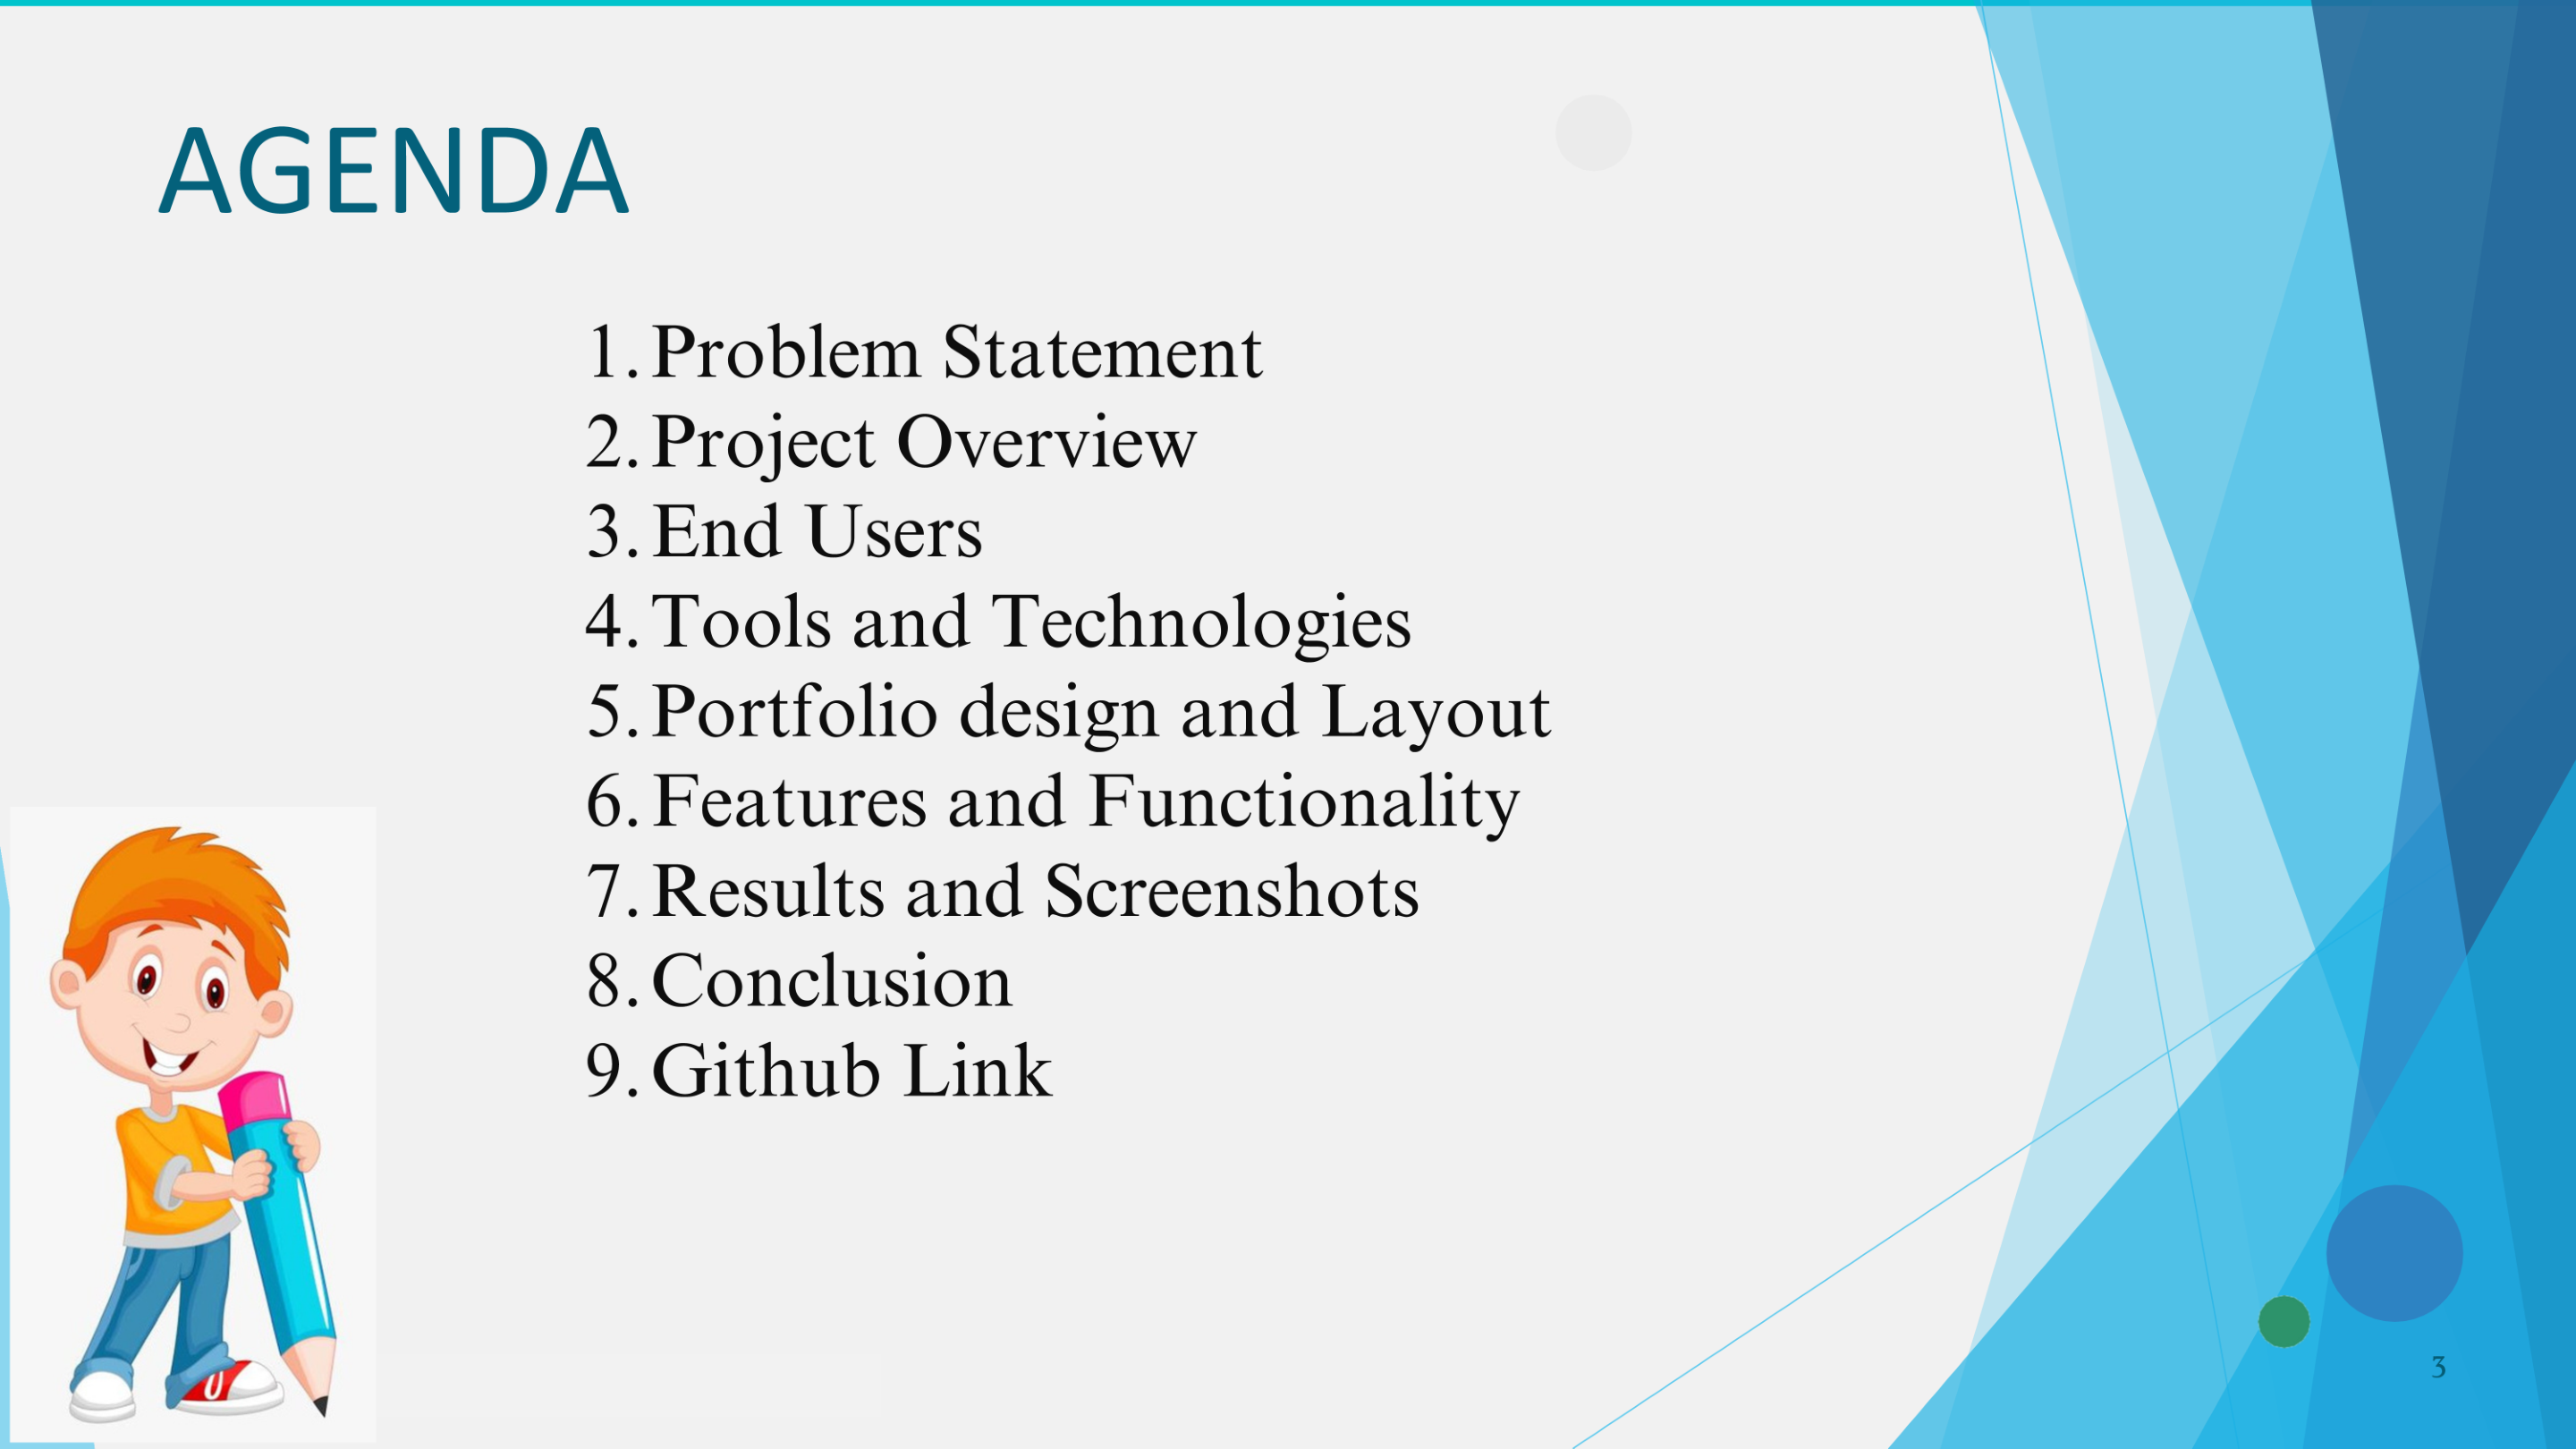 AGENDA
1. Problem Statement
2. Project Overview
3. End Users
4. Tools and Technologies
5. Portfolio design and Layout
6. Features and Functionality
7. Results and Screenshots
8. Conclusion
9. Github Link
3